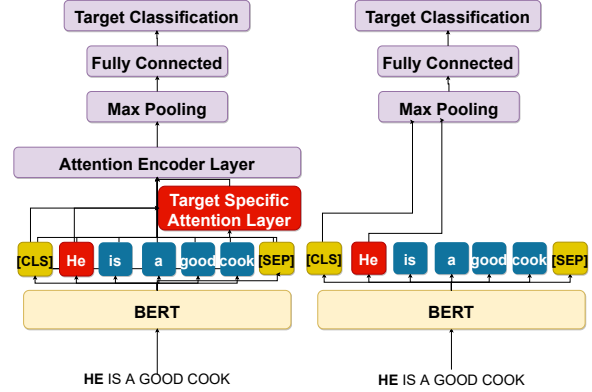 Target Classification
Fully Connected
Max Pooling
Attention Encoder Layer
Target Specific
Attention Layer
[CLS] He is a good cook [SEP]
BERT
HE IS A GOOD COOK
Target Classification
Fully Connected
Max Pooling
[CLS] He is a good cook [SEP]
BERT
HE IS A GOOD COOK